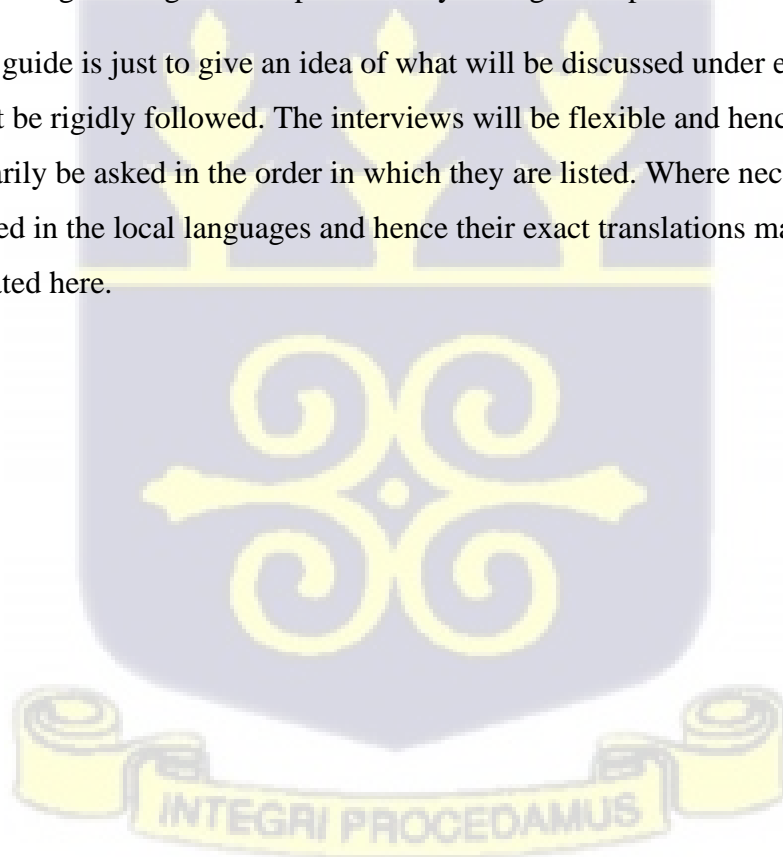 guide is just to give an idea of what will be discussed under e
be rigidly followed. The interviews will be flexible and henc
arily be asked in the order in which they are listed. Where nec
ed in the local languages and hence their exact translations ma
ated here.
INTEGRI PROCEDAMUS